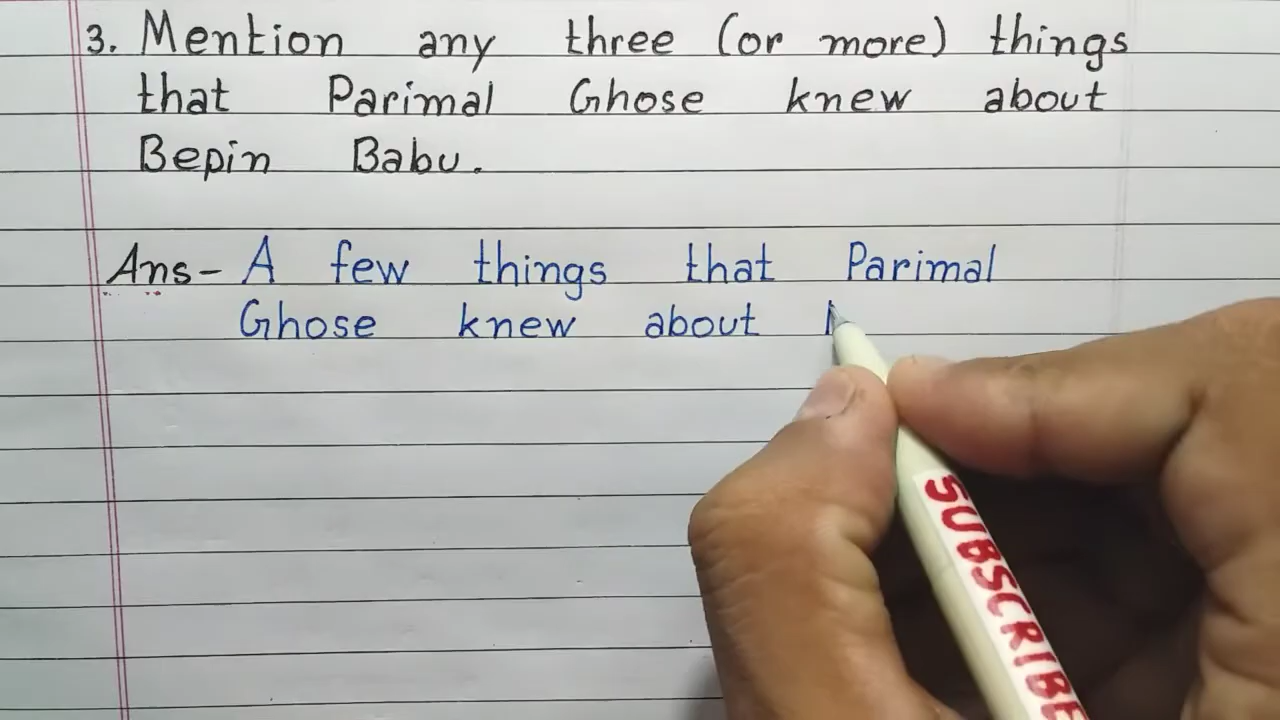 3. Mention any three (or more) things
that Parimal Ghose knew about
Bepin Babu.
Ans- A few things that Parimal
Ghose knew about
SUBSCRIBE